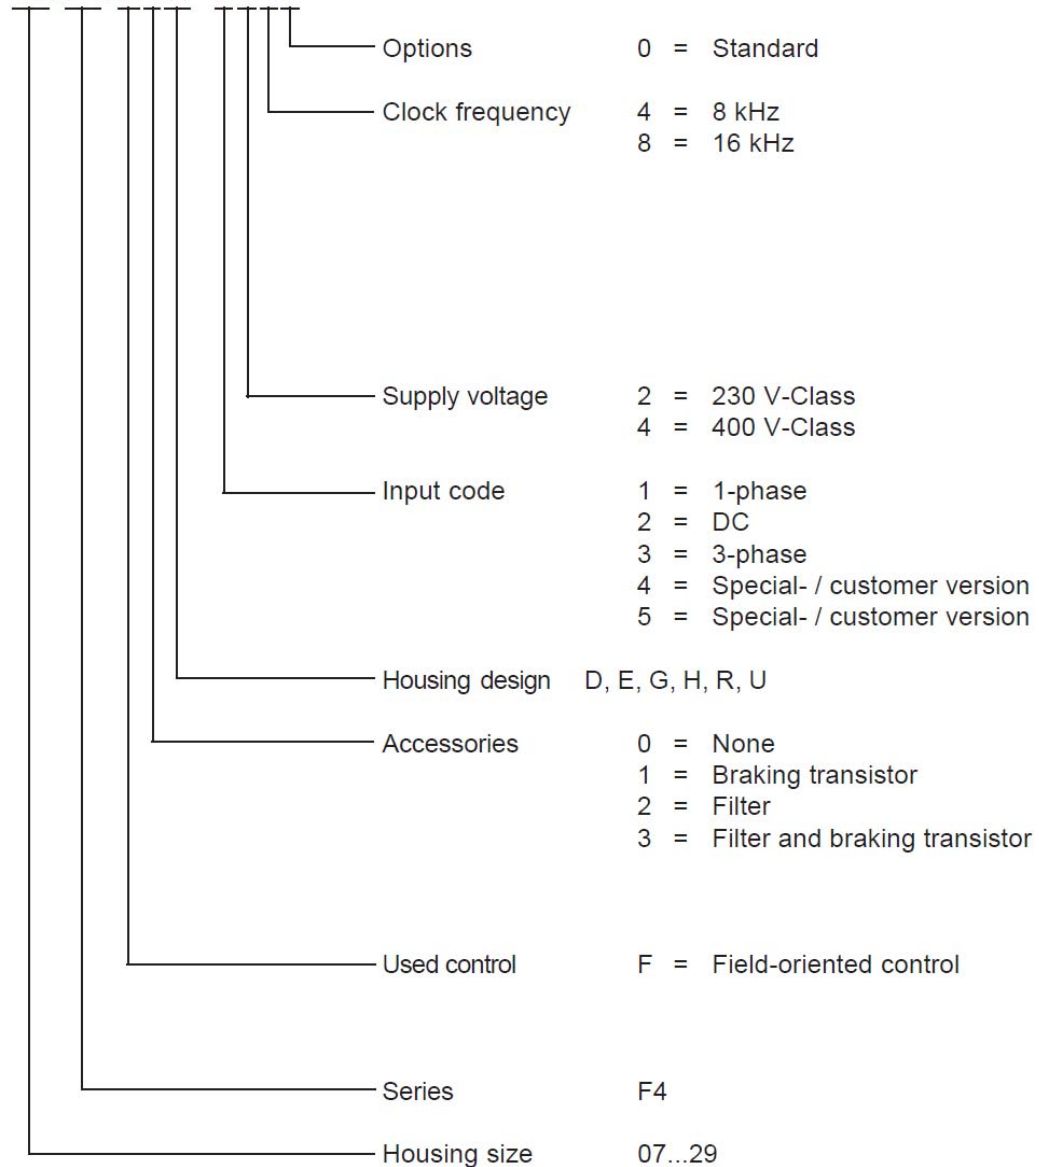 Options 0 = Standard
Clock frequency 4 = 8 kHz
8 = 16 kHz
Supply voltage 2 = 230 V-Class
4 = 400 V-Class
Input code 1 = 1-phase
2 = DC
3 = 3-phase
4 = Special- / customer version
5 = Special- / customer version
Housing design D, E, G, H, R, U
Accessories 0 = None
1 = Braking transistor
2 = Filter
3 = Filter and braking transistor
Used control F = Field-oriented control
Series F4
Housing size 07...29